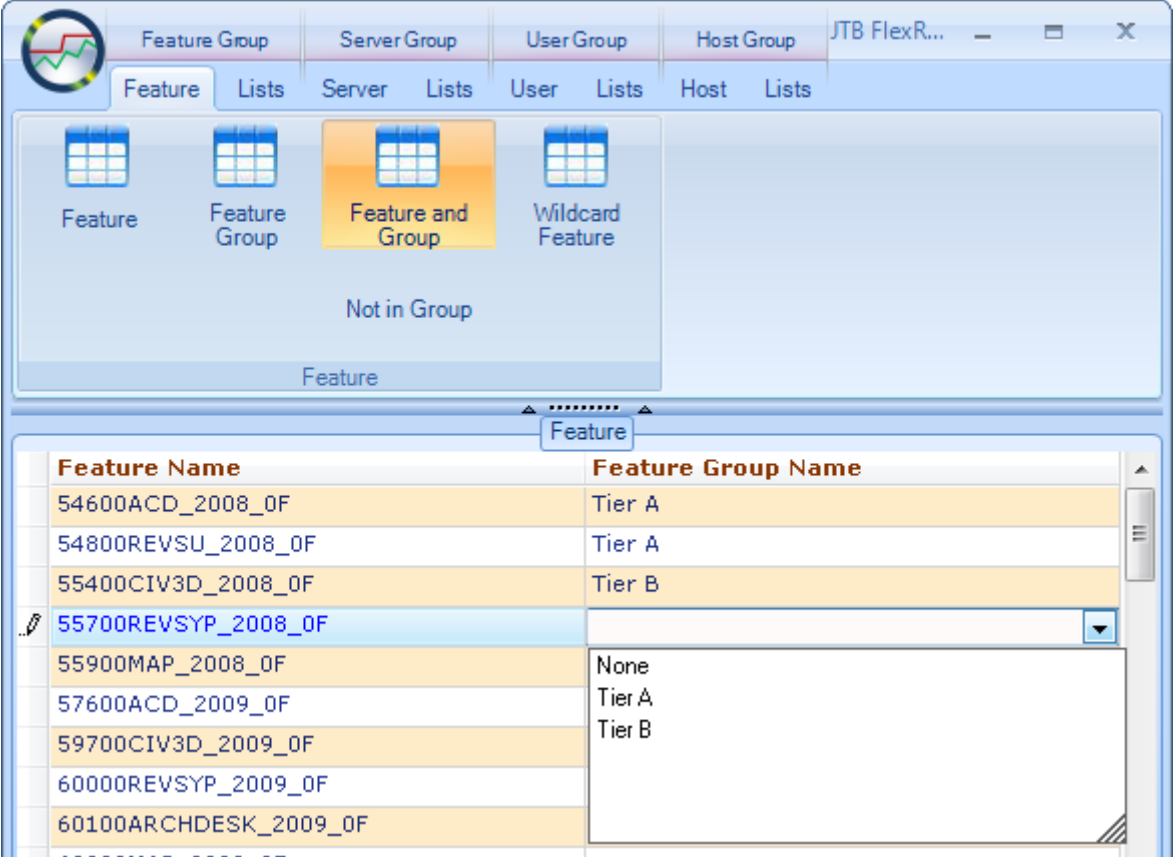 Feature Group Server Group User Group Host Group JTB FlexR...
Feature Lists Server Lists User Lists Host Lists
Feature
Feature Group
Feature and Group
Wildcard Feature
Not in Group
Feature
Feature
Feature Name Feature Group Name
54600ACD_2008_0F Tier A
54800REVSU_2008_0F Tier A
55400CIV3D_2008_0F Tier B
55700REVSYP_2008_0F
55900MAP_2008_0F
57600ACD_2009_0F
59700CIV3D_2009_0F
60000REVSYP_2009_0F
60100ARCHDESK_2009_0F
None
Tier A
Tier B